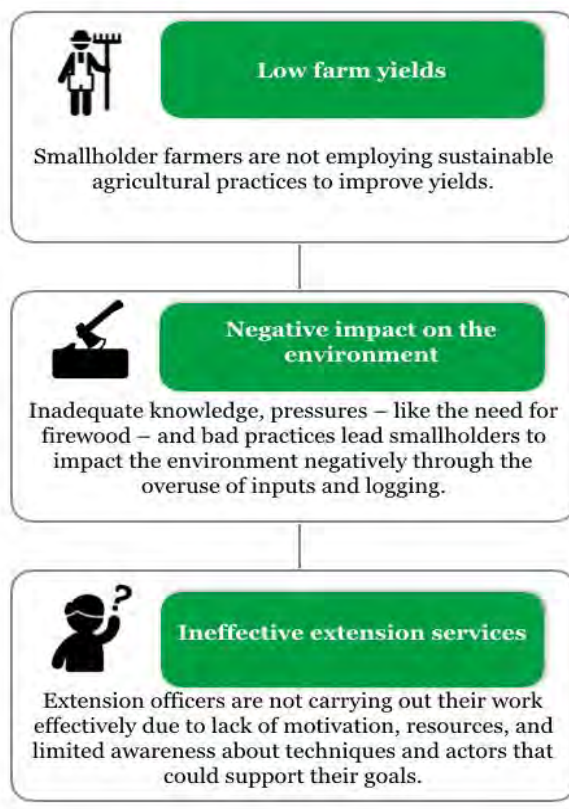 Low farm yields
Smallholder farmers are not employing sustainable
agricultural practices to improve yields.
Negative impact on the
environment
Inadequate knowledge, pressures – like the need for
firewood – and bad practices lead smallholders to
impact the environment negatively through the
overuse of inputs and logging.
?
Ineffective extension services
Extension officers are not carrying out their work
effectively due to lack of motivation, resources, and
limited awareness about techniques and actors that
could support their goals.